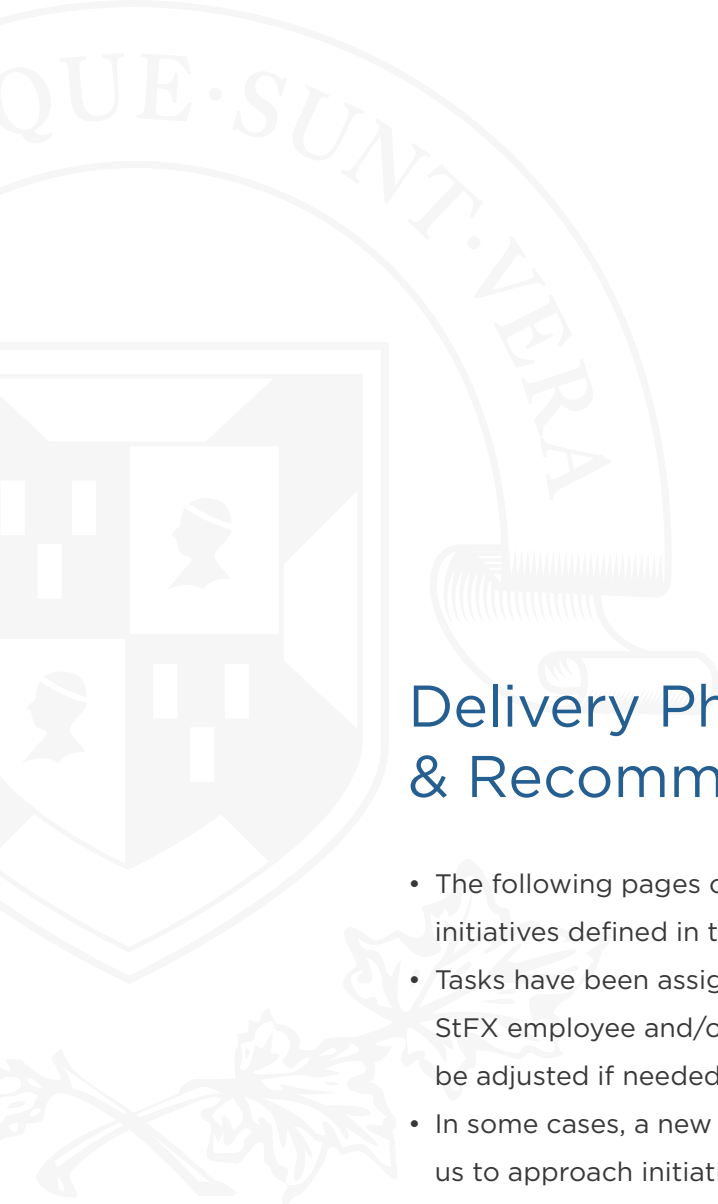 QUE·SUNT·VERA
Delivery Ph
& Recomm
• The following pages
initiatives defined in
• Tasks have been assig
StFX employee and/
be adjusted if needed
• In some cases, a new
us to approach initiati